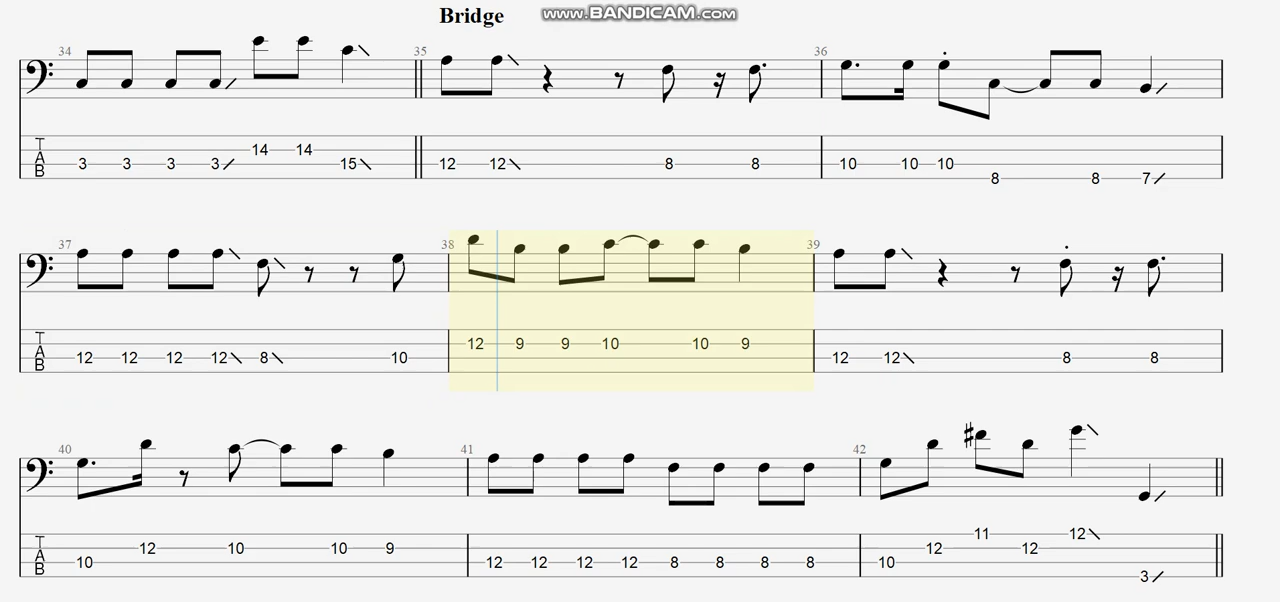 www.BANDICAM.com
Bridge
34 35 36
T 14 14
A 3 3 3 3 15 12 12 8 8 10 10 10
B 8 8 7
37 38 39
T 12 9 9 10 10 9
A 12 12 12 12 8 10 12 12 8 8
B
40 41 42
T 11 12
A 12 10 10 9 12 12
B 10 12 12 12 12 8 8 8 8 10
3